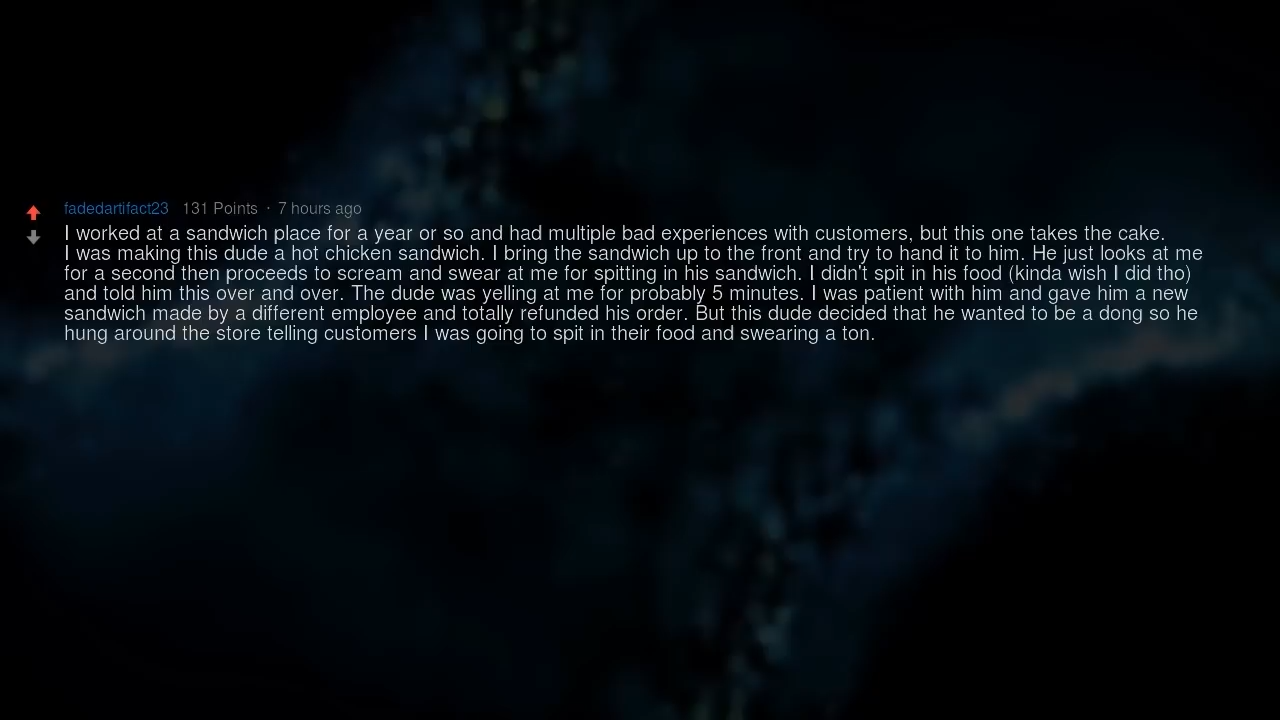 fadedartifact23 131 Points · 7 hours ago
I worked at a sandwich place for a year or so and had multiple bad experiences with customers, but this one takes the cake.
I was making this dude a hot chicken sandwich. I bring the sandwich up to the front and try to hand it to him. He just looks at me
for a second then proceeds to scream and swear at me for spitting in his sandwich. I didn't spit in his food (kinda wish I did tho)
and told him this over and over. The dude was yelling at me for probably 5 minutes. I was patient with him and gave him a new
sandwich made by a different employee and totally refunded his order. But this dude decided that he wanted to be a dong so he
hung around the store telling customers I was going to spit in their food and swearing a ton.